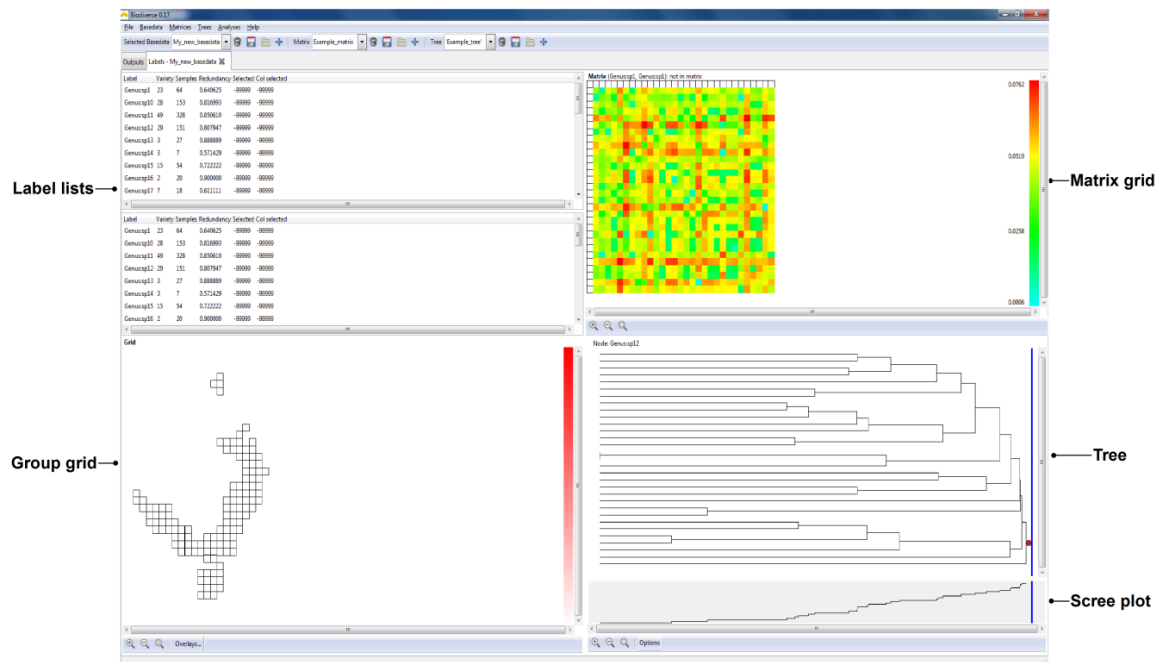 Biodiverse 0.17
File Basedata Matrices Trees Analyses Help
Selected Basedata My_new_basedata Matrix Example_matrix Tree Example_tree'
Outputs Labels - My_new_basedata
Label Variety Samples Redundancy Selected Col selected
Genus:sp1 23 64 0.640625 -99999 -99999
Genus:sp10 28 153 0.816993 -99999 -99999
Genus:sp11 49 328 0.850610 -99999 -99999
Genus:sp12 29 151 0.807947 -99999 -99999
Genus:sp13 3 27 0.888889 -99999 -99999
Genus:sp14 3 7 0.571429 -99999 -99999
Genus:sp15 15 54 0.722222 -99999 -99999
Genus:sp16 2 20 0.900000 -99999 -99999
Genus:sp17 7 18 0.611111 -99999 -99999
Label lists
Label Variety Samples Redundancy Selected Col selected
Genus:sp1 23 64 0.640625 -99999 -99999
Genus:sp10 28 153 0.816993 -99999 -99999
Genus:sp11 49 328 0.850610 -99999 -99999
Genus:sp12 29 151 0.807947 -99999 -99999
Genus:sp13 3 27 0.888889 -99999 -99999
Genus:sp14 3 7 0.571429 -99999 -99999
Genus:sp15 15 54 0.722222 -99999 -99999
Genus:sp16 2 20 0.900000 -99999 -99999
Matrix (Genus:sp1, Genus:sp1): not in matrix
0.0762
0.0510
0.0258
0.0006
Matrix grid
Grid
Group grid
Overlays...
Node: Genus:sp12
Tree
Scree plot
Options